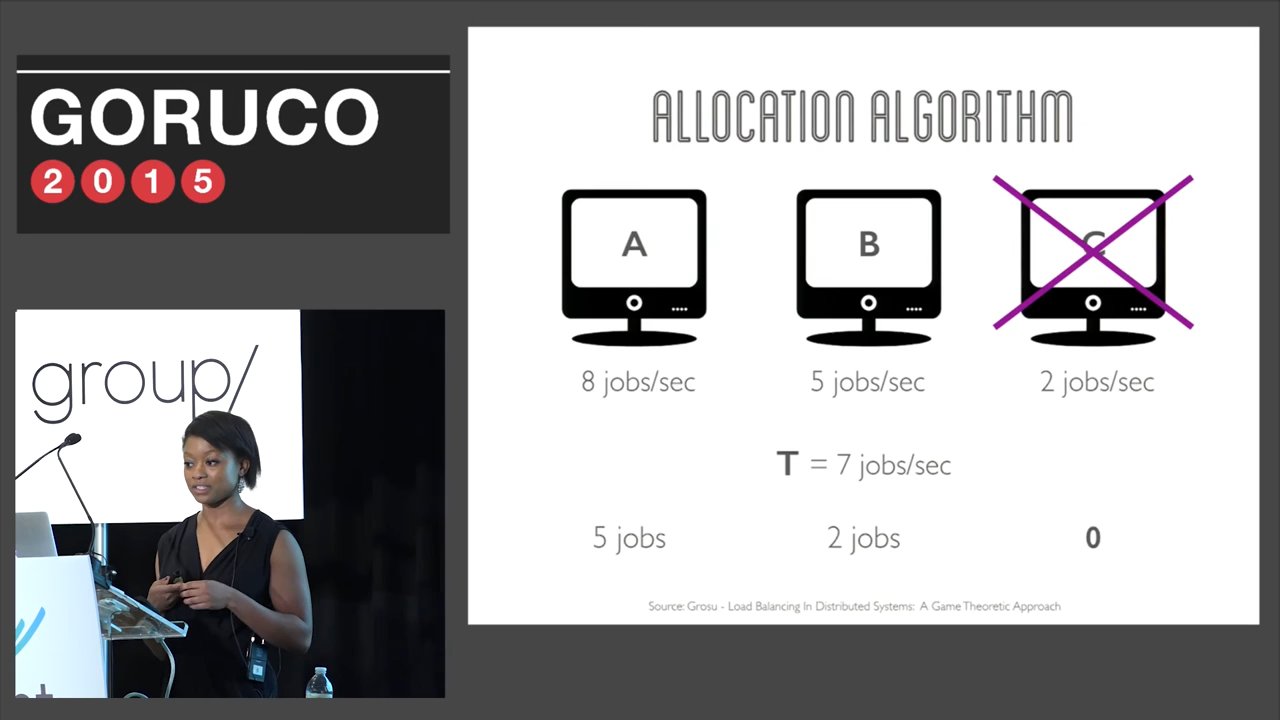 GORUCO
2015
group/
ALLOCATION ALGORITHM
A B C
8 jobs/sec 5 jobs/sec 2 jobs/sec
T = 7 jobs/sec
5 jobs 2 jobs 0
Source: Grosu - Load Balancing In Distributed Systems: A Game Theoretic Approach